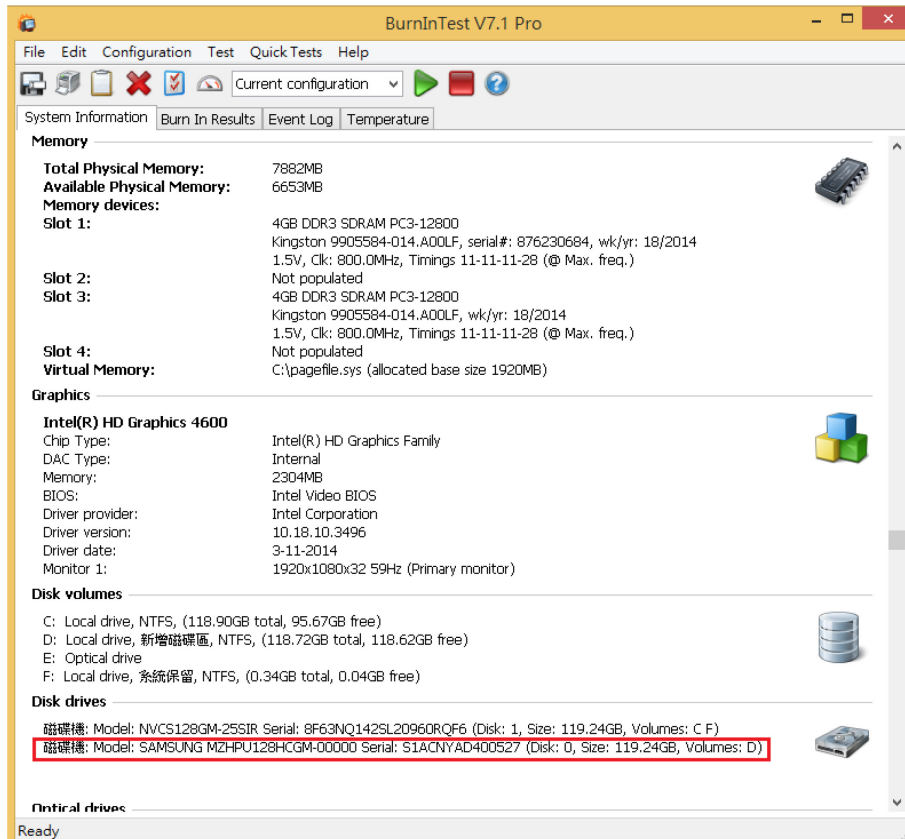 BurnInTest V7.1 Pro
File Edit Configuration Test Quick Tests Help
Current configuration
System Information Burn In Results Event Log Temperature
Memory
Total Physical Memory: 7882MB
Available Physical Memory: 6653MB
Memory devices:
Slot 1: 4GB DDR3 SDRAM PC3-12800
Kingston 9905584-014.A00LF, serial#: 876230684, wk/yr: 18/2014
1.5V, Clk: 800.0MHz, Timings 11-11-11-28 (@ Max. freq.)
Slot 2: Not populated
Slot 3: 4GB DDR3 SDRAM PC3-12800
Kingston 9905584-014.A00LF, wk/yr: 18/2014
1.5V, Clk: 800.0MHz, Timings 11-11-11-28 (@ Max. freq.)
Slot 4: Not populated
Virtual Memory: C:\pagefile.sys (allocated base size 1920MB)
Graphics
Intel(R) HD Graphics 4600
Chip Type: Intel(R) HD Graphics Family
DAC Type: Internal
Memory: 2304MB
BIOS: Intel Video BIOS
Driver provider: Intel Corporation
Driver version: 10.18.10.3496
Driver date: 3-11-2014
Monitor 1: 1920x1080x32 59Hz (Primary monitor)
Disk volumes
C: Local drive, NTFS, (118.90GB total, 95.67GB free)
D: Local drive, 新增磁碟區, NTFS, (118.72GB total, 118.62GB free)
E: Optical drive
F: Local drive, 系統保留, NTFS, (0.34GB total, 0.04GB free)
Disk drives
磁碟機: Model: NVCS128GM-25SIR Serial: 8F63NQ142SL20960RQF6 (Disk: 1, Size: 119.24GB, Volumes: C F)
磁碟機: Model: SAMSUNG MZHPU128HCGM-00000 Serial: S1ACNYAD400527 (Disk: 0, Size: 119.24GB, Volumes: D)
Optical drives
Ready